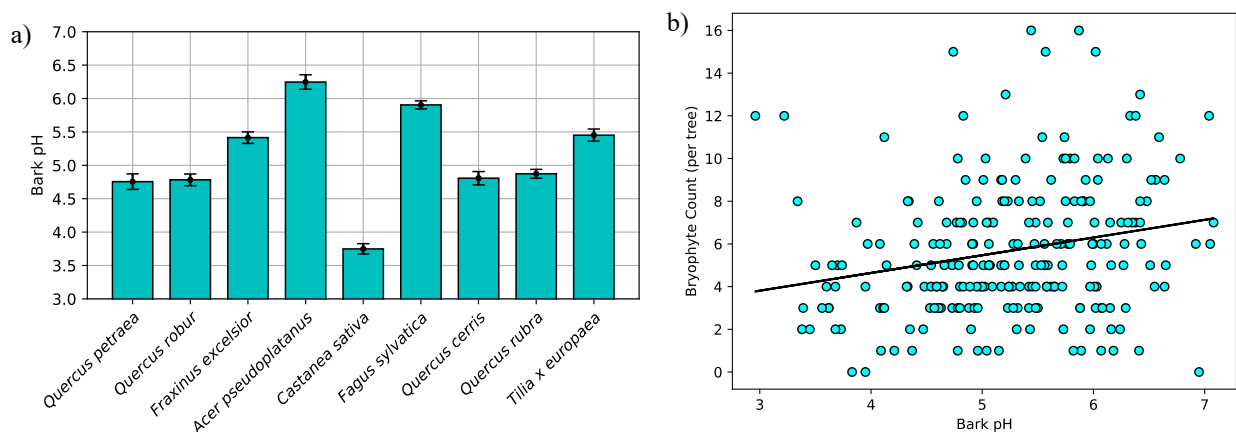 a)
7.0
6.5
6.0
5.5
5.0
4.5
4.0
3.5
3.0
Bark pH
Quercus petraea
Quercus robur
Fraxinus excelsior
Acer pseudoplatanus
Castanea sativa
Fagus sylvatica
Quercus cerris
Quercus rubra
Tilia x europaea
b)
16
14
12
10
8
6
4
2
0
Bryophyte Count (per tree)
3 4 5 6 7
Bark pH